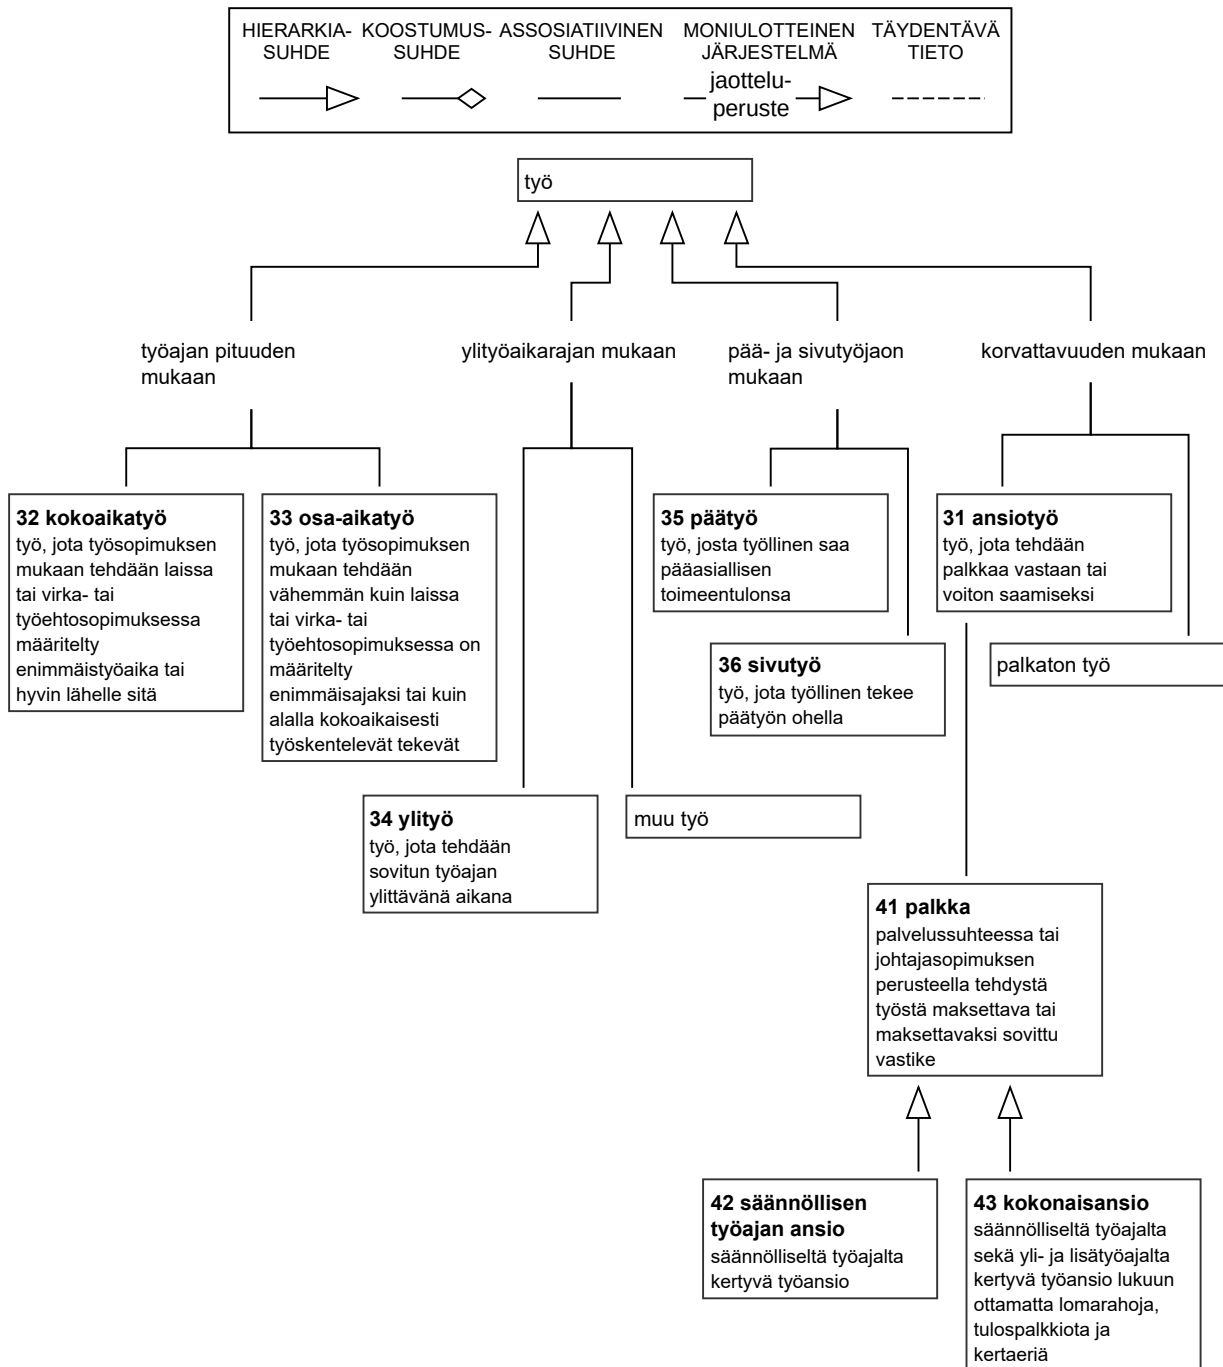 HIERARKIA-
SUHDE
KOOSTUMUS-
SUHDE
ASSOSIATIIVINEN
SUHDE
MONIULOTTEINEN
JÄRJESTELMÄ
jaottelu-
peruste
TÄYDENTÄVÄ
TIETO
työ
työajan pituuden
mukaan
ylityöaikarajan mukaan
pää- ja sivutyöjaon
mukaan
korvattavuuden mukaan
32 kokoaikatyö
työ, jota työsopimuksen
mukaan tehdään laissa
tai virka- tai
työehtosopimuksessa
määritelty
enimmäistyöaika tai
hyvin lähelle sitä
33 osa-aikatyö
työ, jota työsopimuksen
mukaan tehdään
vähemmän kuin laissa
tai virka- tai
työehtosopimuksessa on
määritelty
enimmäisajaksi tai kuin
alalla kokoaikaisesti
työskentelevät tekevät
35 päätyö
työ, josta työllinen saa
pääasiallisen
toimeentulonsa
31 ansiotyö
työ, jota tehdään
palkkaa vastaan tai
voiton saamiseksi
36 sivutyö
työ, jota työllinen tekee
päätyön ohella
palkaton työ
34 ylityö
työ, jota tehdään
sovitun työajan
ylittävänä aikana
muu työ
41 palkka
palvelussuhteessa tai
johtajasopimuksen
perusteella tehdystä
työstä maksettava tai
maksettavaksi sovittu
vastike
42 säännöllisen
työajan ansio
säännölliseltä työajalta
kertyvä työansio
43 kokonaisansio
säännölliseltä työajalta
sekä yli- ja lisätyöajalta
kertyvä työansio lukuun
ottamatta lomarahoja,
tulospalkkiota ja
kertaeriä